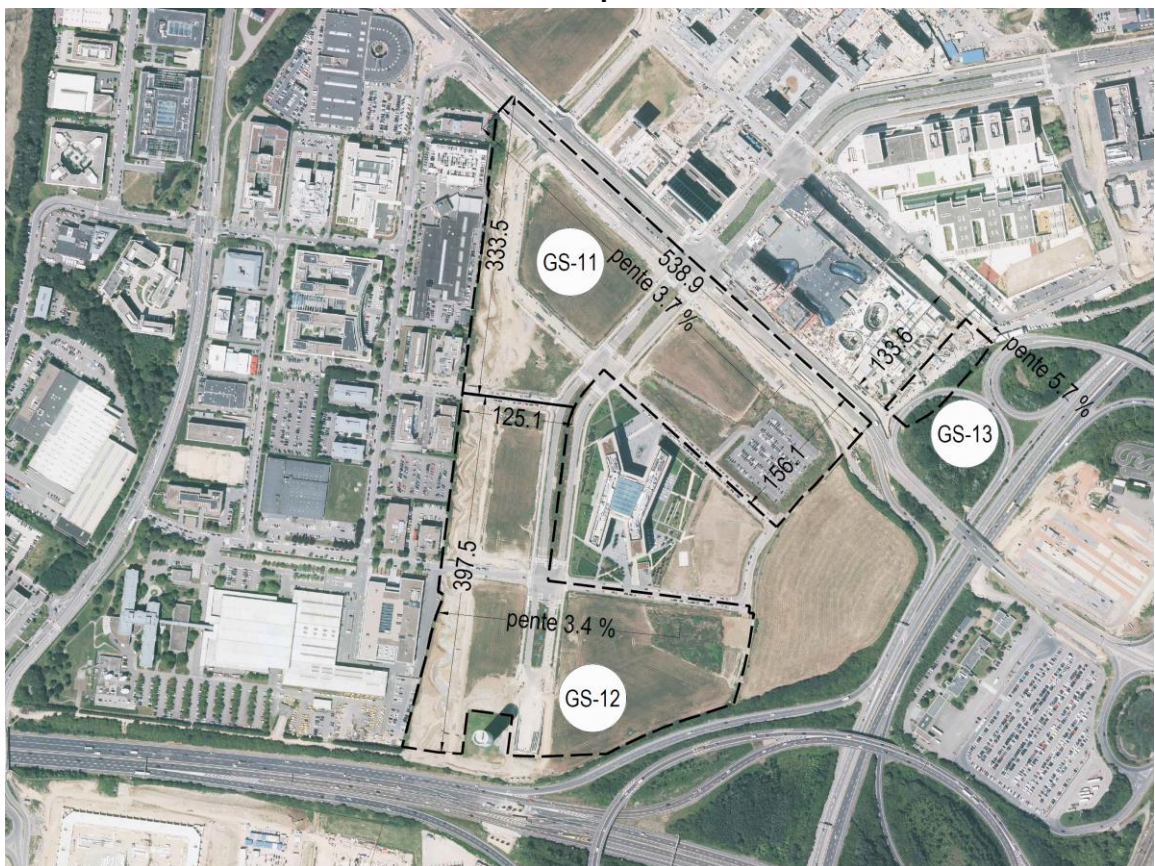 GS-11
333.5
538.9
pente 3.7 %
133.6
pente 5.7 %
GS-13
125.1
156.1
397.5
pente 3.4 %
GS-12